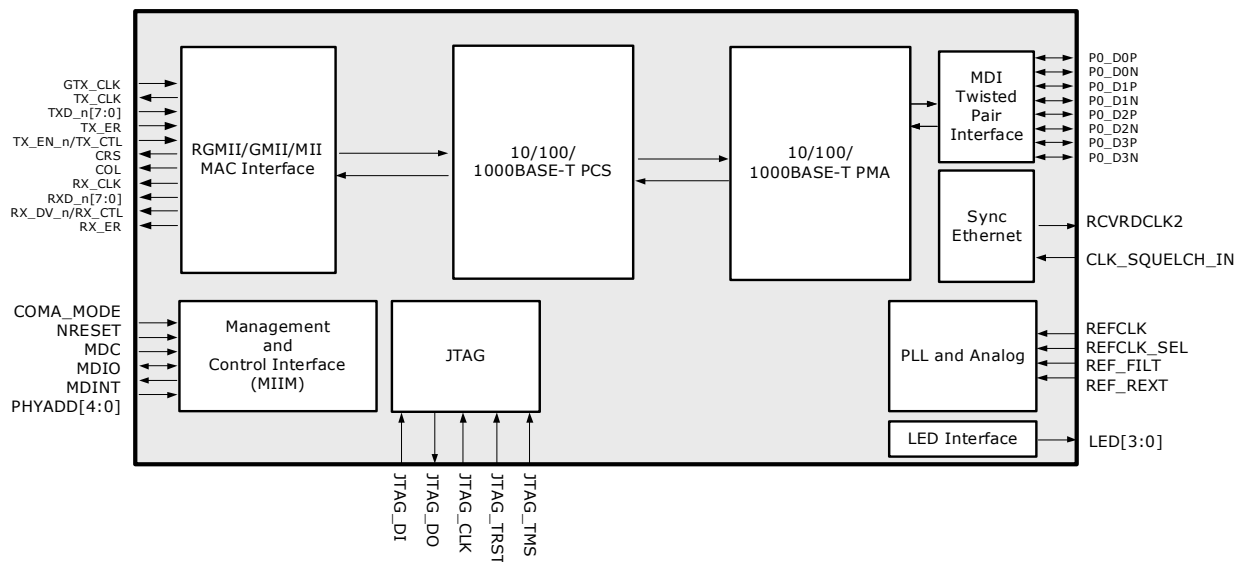 GTX_CLK
TX_CLK
TXD_n[7:0]
TX_ER
TX_EN_n/TX_CTL
CRS
COL
RX_CLK
RXD_n[7:0]
RX_DV_n/RX_CTL
RX_ER
RGMII/GMII/MII
MAC Interface
10/100/
1000BASE-T PCS
10/100/
1000BASE-T PMA
MDI
Twisted
Pair
Interface
P0_D0P
P0_D0N
P0_D1P
P0_D1N
P0_D2P
P0_D2N
P0_D3P
P0_D3N
Sync
Ethernet
RCVRDCLK2
CLK_SQUELCH_IN
COMA_MODE
NRESET
MDC
MDIO
MDINT
PHYADD[4:0]
Management
and
Control Interface
(MIIM)
JTAG
PLL and Analog
REFCLK
REFCLK_SEL
REF_FILT
REF_REXT
LED Interface
LED[3:0]
JTAG_DI
JTAG_DO
JTAG_CLK
JTAG_TRST
JTAG_TMS